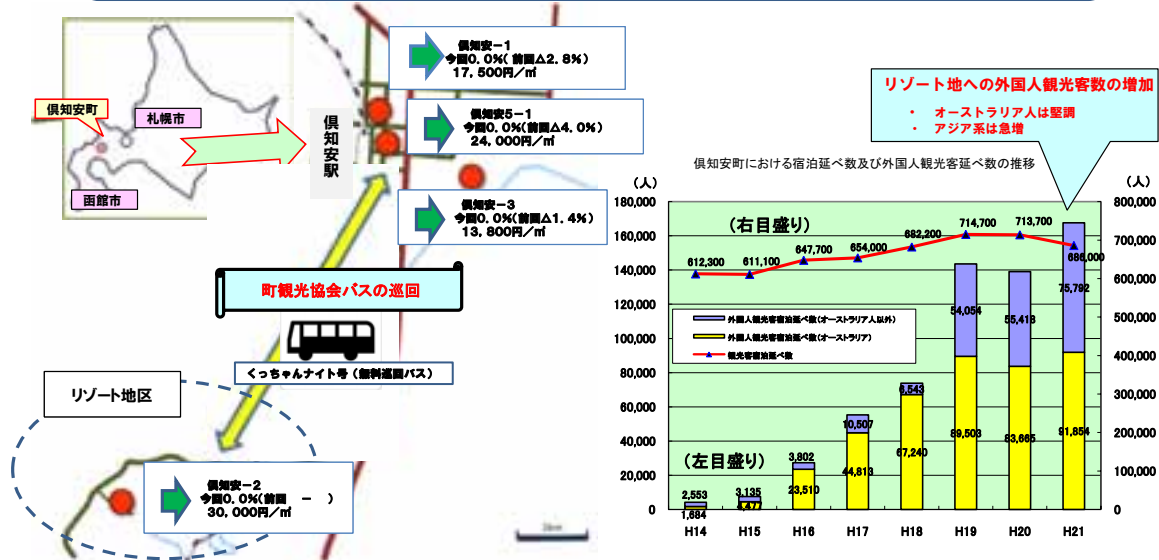 倶知安町
札幌市
函館市
倶知安駅
倶知安－1
今回0.0%(前回△2.8%)
17,500円／㎡
倶知安5-1
今回0.0%(前回△4.0%)
24,000円／㎡
倶知安－3
今回0.0%(前回△1.4%)
13,800円／㎡
町観光協会バスの巡回
くっちゃんナイト号（無料巡回バス）
リゾート地区
倶知安－2
今回0.0%(前回　－　)
30,000円／㎡
リゾート地への外国人観光客数の増加
・ オーストラリア人は堅調
・ アジア系は急増
倶知安町における宿泊延べ数及び外国人観光客延べ数の推移
（人）
（人）
180,000
160,000
140,000
120,000
100,000
80,000
60,000
40,000
20,000
0
800,000
700,000
600,000
500,000
400,000
300,000
200,000
100,000
0
（右目盛り）
612,300
611,100
647,700
654,000
682,200
714,700
713,700
686,000
外国人観光客宿泊延べ数(オーストラリア人以外)
外国人観光客宿泊延べ数(オーストラリア)
観光客宿泊延べ数
（左目盛り）
2,553
3,135
3,802
10,507
6,543
54,054
55,418
75,792
1,684
4,477
23,510
44,813
67,240
89,503
83,665
91,854
H14
H15
H16
H17
H18
H19
H20
H21